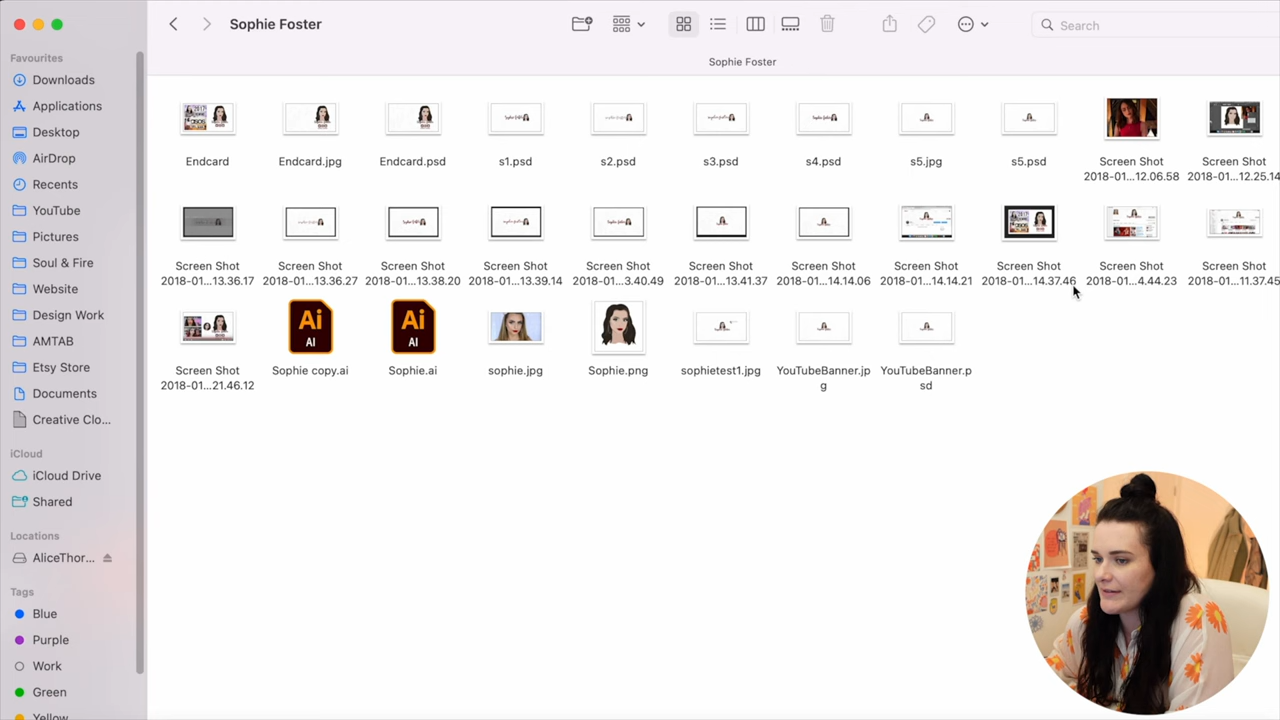 Sophie Foster
Search
Sophie Foster
Favourites
Downloads
Applications
Desktop
AirDrop
Recents
YouTube
Pictures
Soul & Fire
Website
Design Work
AMTAB
Etsy Store
Documents
Creative Clo...
iCloud
iCloud Drive
Shared
Locations
AliceThor...
Tags
Blue
Purple
Work
Green
Yellow
Endcard
Endcard.jpg
Endcard.psd
s1.psd
s2.psd
s3.psd
s4.psd
s5.jpg
s5.psd
Screen Shot
2018-01...12.06.58
Screen Shot
2018-01...12.25.14
Screen Shot
2018-01...13.36.17
Screen Shot
2018-01...13.36.27
Screen Shot
2018-01...13.38.20
Screen Shot
2018-01...13.39.14
Screen Shot
2018-01...3.40.49
Screen Shot
2018-01...13.41.37
Screen Shot
2018-01...14.14.06
Screen Shot
2018-01...14.14.21
Screen Shot
2018-01...14.37.46
Screen Shot
2018-01...4.44.23
Screen Shot
2018-01...11.37.45
Screen Shot
2018-01...21.46.12
Ai
AI
Sophie copy.ai
Ai
AI
Sophie.ai
sophie.jpg
Sophie.png
sophietest1.jpg
YouTubeBanner.jp
g
YouTubeBanner.p
sd